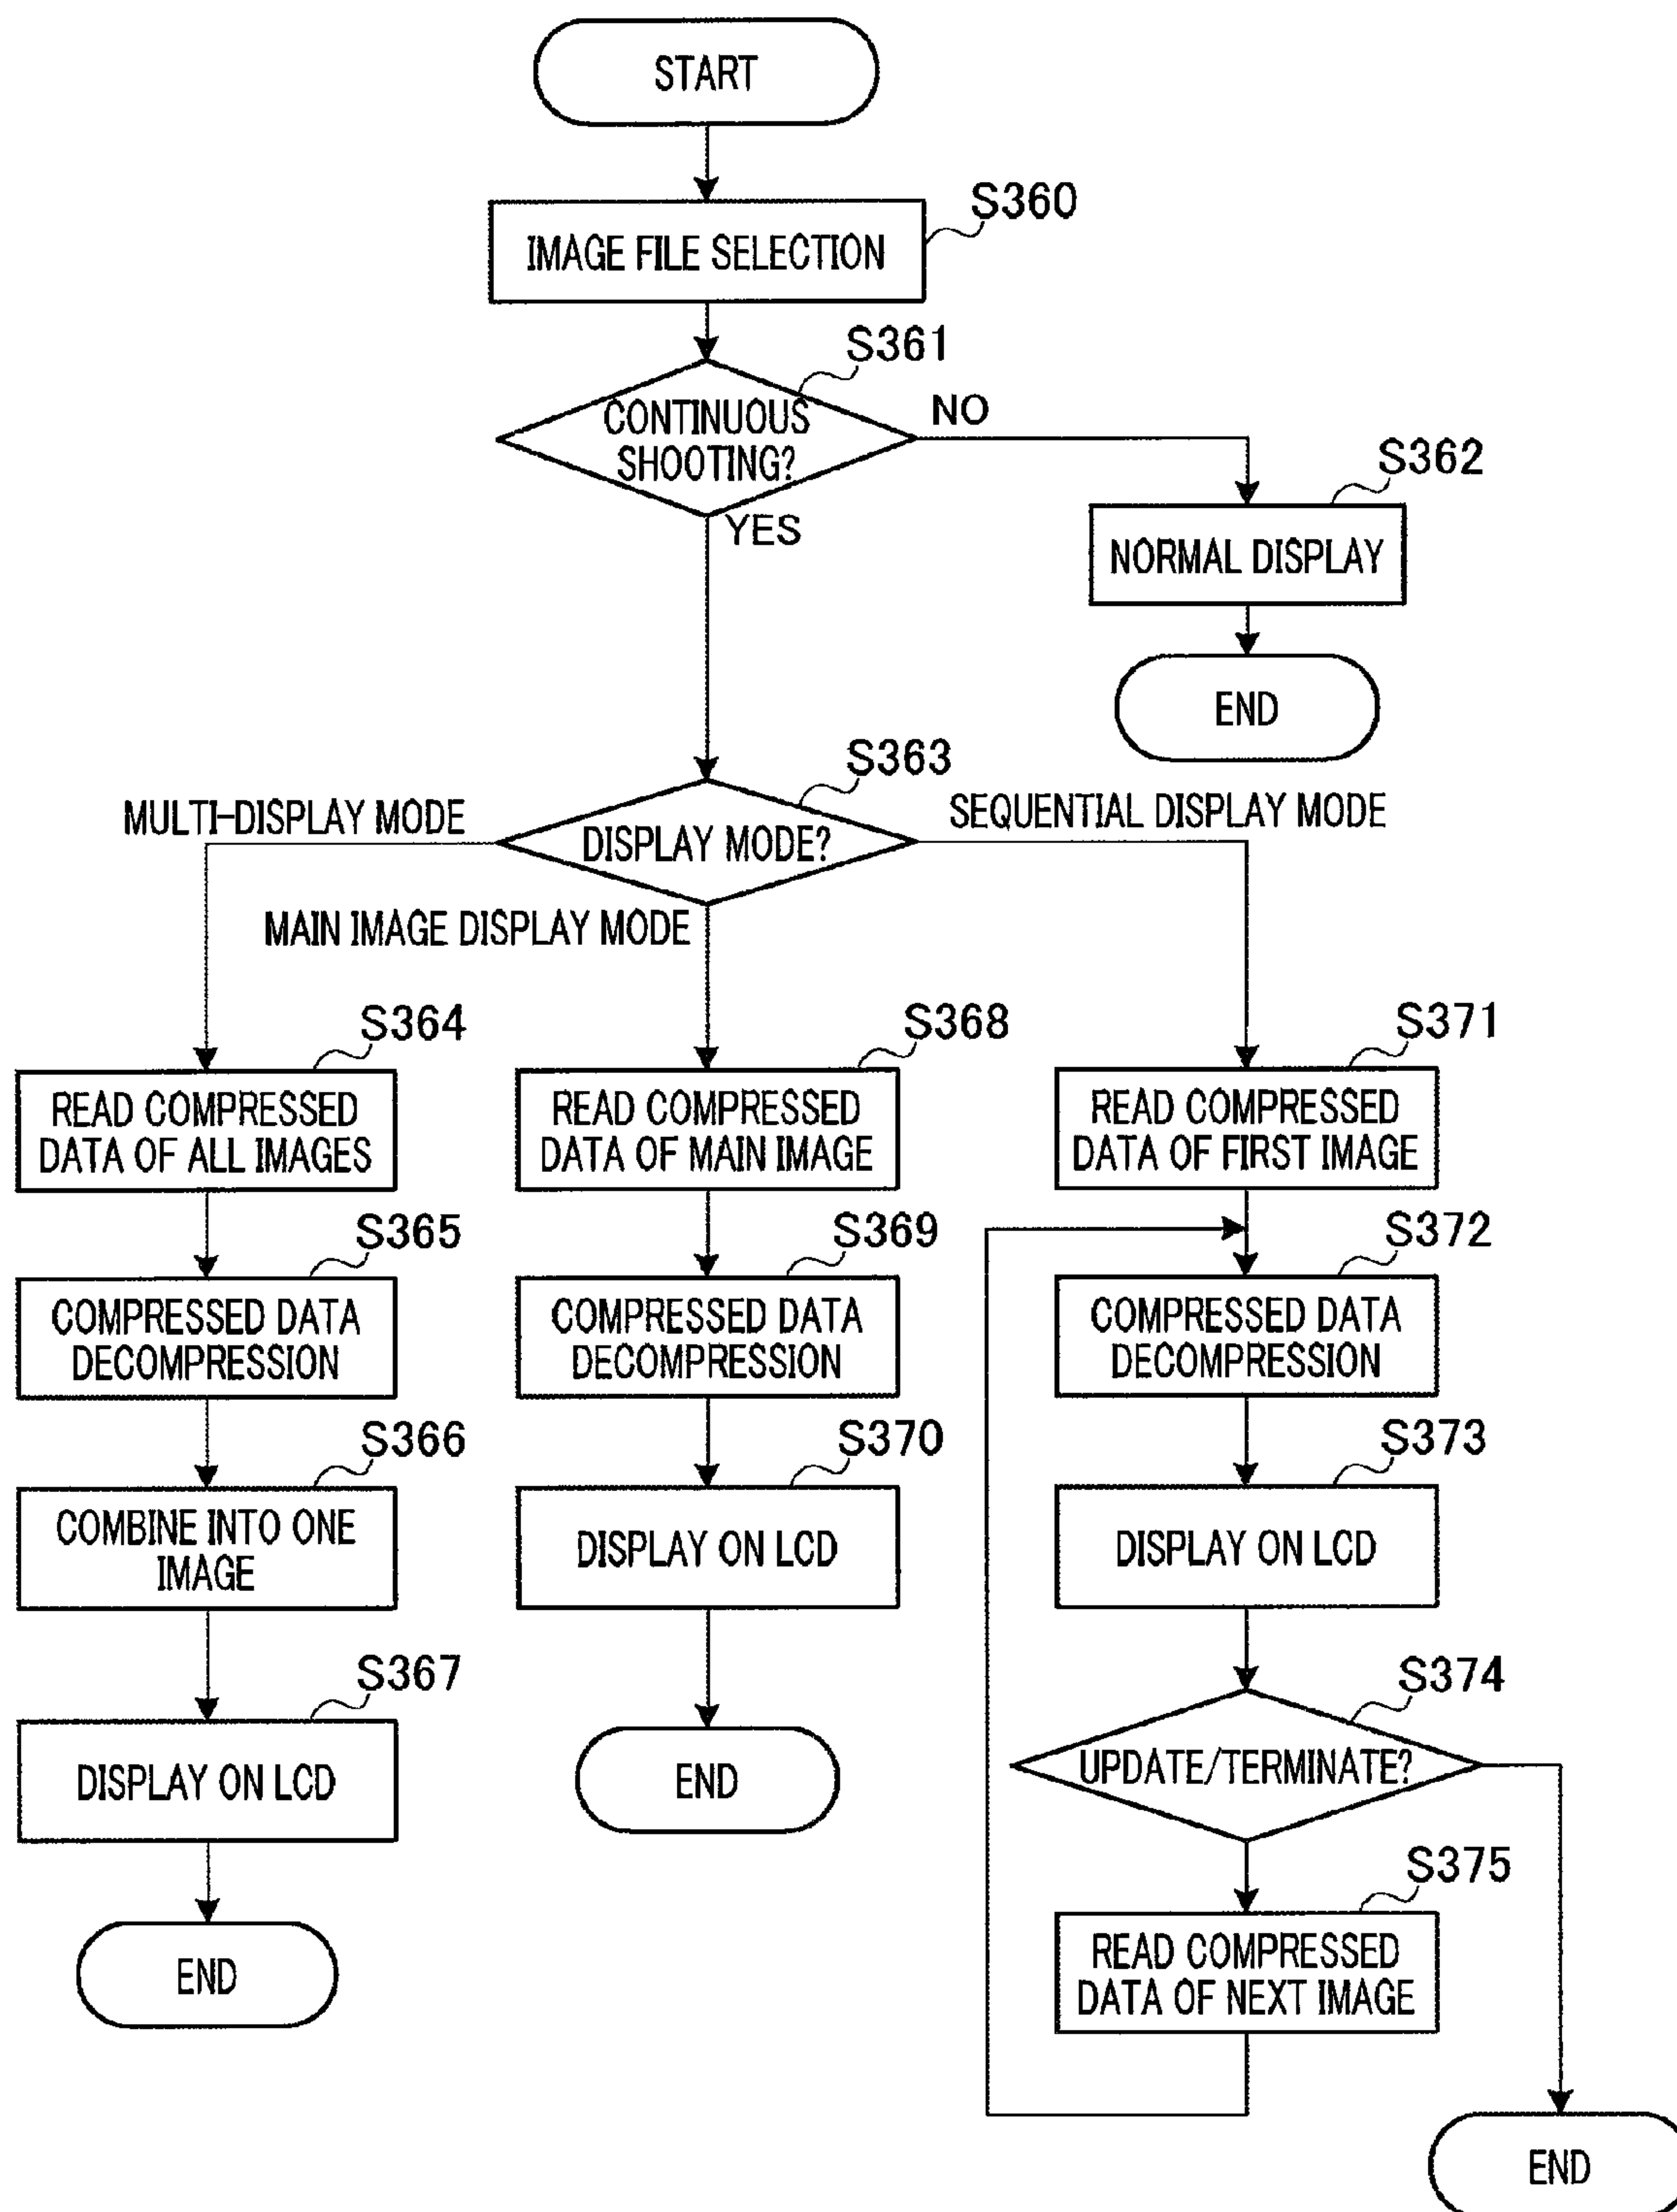 START
S360
IMAGE FILE SELECTION
S361
CONTINUOUS
SHOOTING?
NO
YES
S362
NORMAL DISPLAY
END
S363
DISPLAY MODE?
MULTI-DISPLAY MODE
MAIN IMAGE DISPLAY MODE
SEQUENTIAL DISPLAY MODE
S364
READ COMPRESSED
DATA OF ALL IMAGES
S365
COMPRESSED DATA
DECOMPRESSION
S366
COMBINE INTO ONE
IMAGE
S367
DISPLAY ON LCD
END
S368
READ COMPRESSED
DATA OF MAIN IMAGE
S369
COMPRESSED DATA
DECOMPRESSION
S370
DISPLAY ON LCD
END
S371
READ COMPRESSED
DATA OF FIRST IMAGE
S372
COMPRESSED DATA
DECOMPRESSION
S373
DISPLAY ON LCD
S374
UPDATE/TERMINATE?
S375
READ COMPRESSED
DATA OF NEXT IMAGE
END